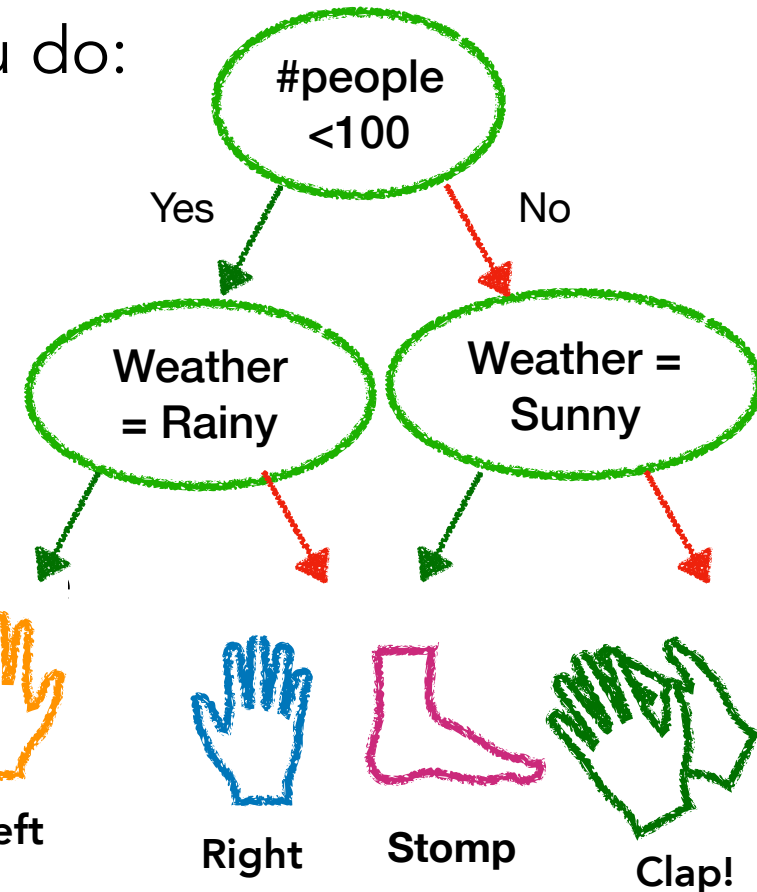 u do:
#people
<100
Yes
No
Weather
= Rainy
Weather =
Sunny
eft
Right
Stomp
Clap!